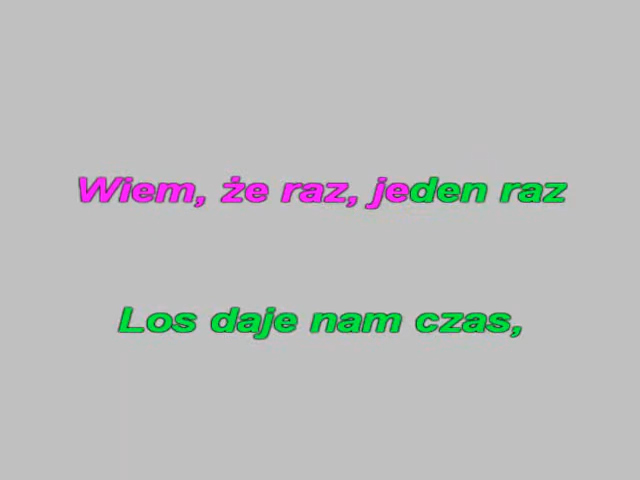 Wiem, że raz, jeden raz
Los daje nam czas,